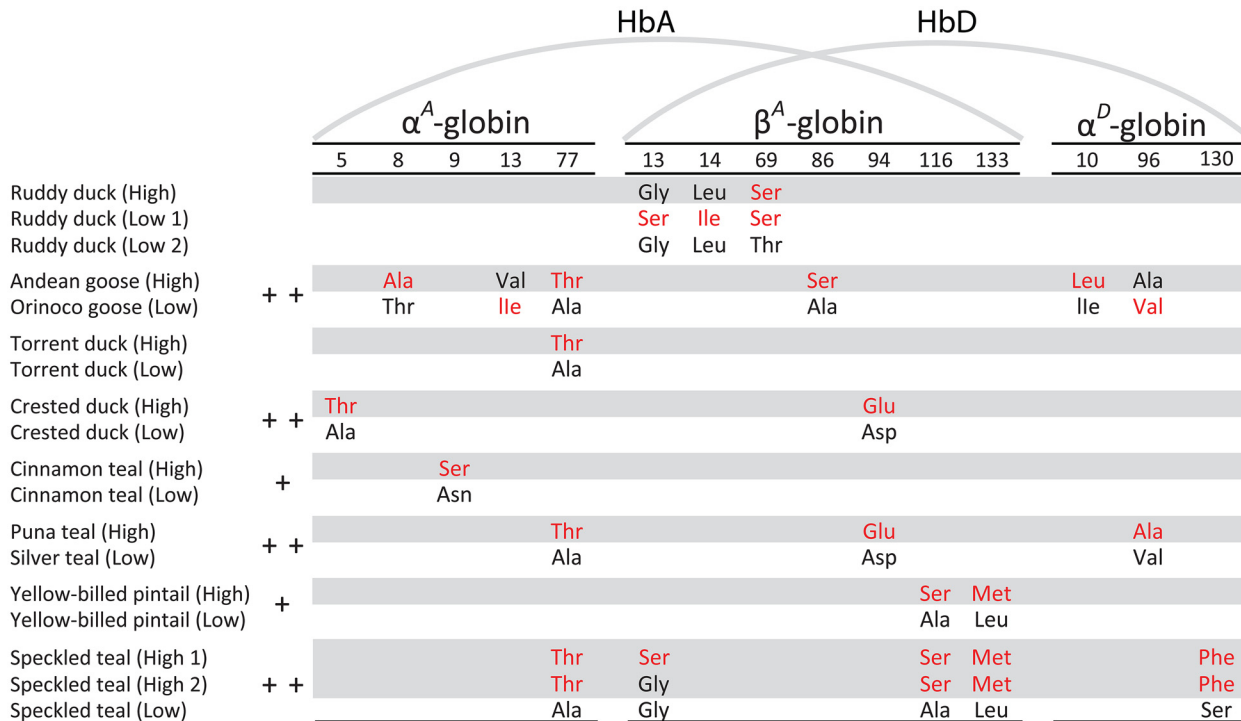 HbA HbD
α^A-globin β^A-globin α^D-globin
5 8 9 13 77 13 14 69 86 94 116 133 10 96 130
Ruddy duck (High) Gly Leu Ser
Ruddy duck (Low 1) Ser Ile Ser
Ruddy duck (Low 2) Gly Leu Thr
Andean goose (High) Ala Val Thr Ser Leu Ala
+ +
Orinoco goose (Low) Thr IIe Ala Ala IIe Val
Torrent duck (High) Thr
Torrent duck (Low) Ala
Crested duck (High) Thr Glu
+ +
Crested duck (Low) Ala Asp
Cinnamon teal (High) Ser
+
Cinnamon teal (Low) Asn
Puna teal (High) Thr Glu Ala
+ +
Silver teal (Low) Ala Asp Val
Yellow-billed pintail (High) Ser Met
+
Yellow-billed pintail (Low) Ala Leu
Speckled teal (High 1) Thr Ser Ser Met Phe
Speckled teal (High 2) + + Thr Gly Ser Met Phe
Speckled teal (Low) Ala Gly Ala Leu Ser